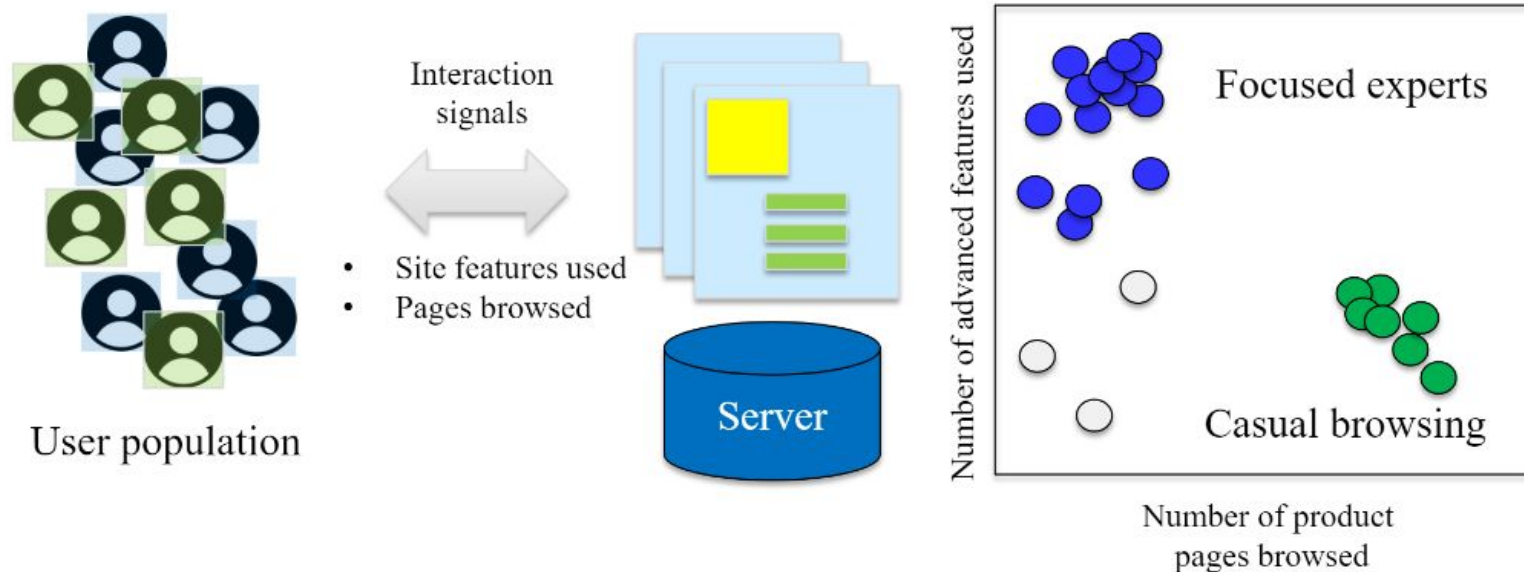 User population
Interaction
signals
• Site features used
• Pages browsed
Server
Number of advanced features used
Focused experts
Casual browsing
Number of product
pages browsed